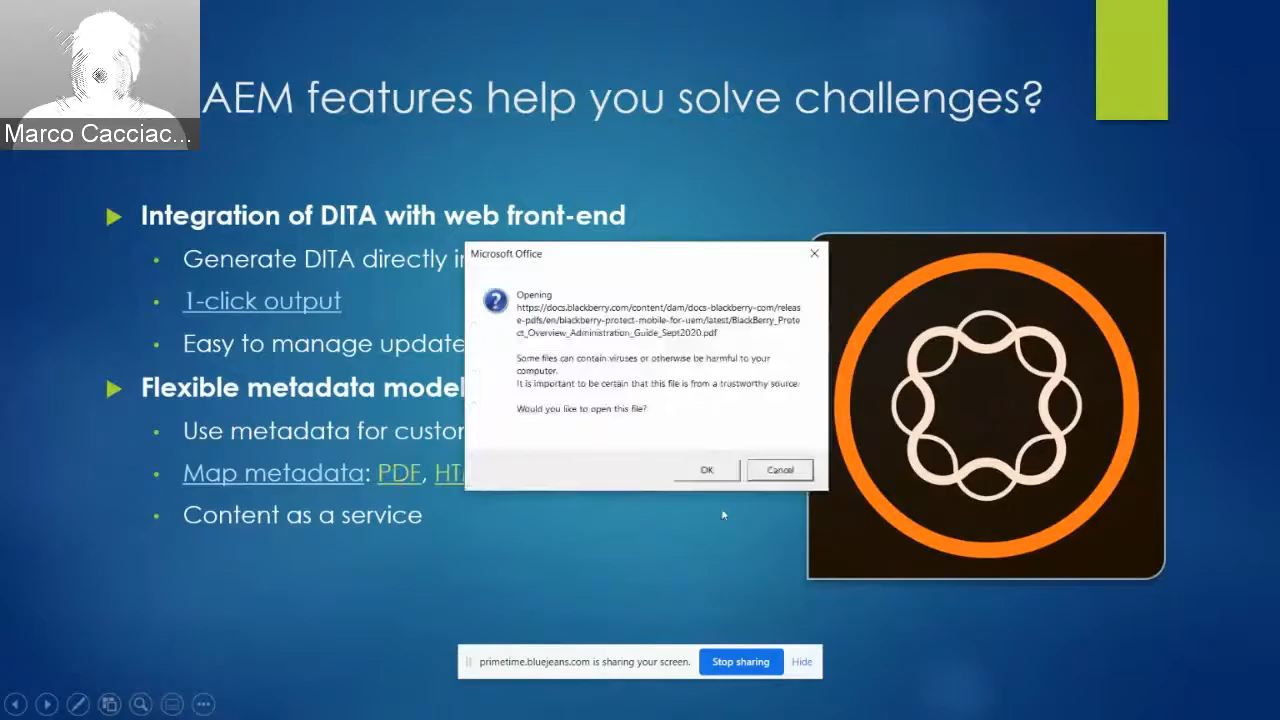 AEM features help you solve challenges?
Marco Cacciac...
Integration of DITA with web front-end
Generate DITA directly in
1-click output
Easy to manage update
Flexible metadata model
Use metadata for custom
Map metadata: PDF, HT
Content as a service
Microsoft Office
Opening
https://docs.blackberry.com/content/dam/docs-blackberry-com/releas
e-pdfs/en/blackberry-protect-mobile-for-uem/latest/BlackBerry_Prote
ct_Overview_Administration_Guide_Sept2020.pdf
Some files can contain viruses or otherwise be harmful to your
computer.
It is important to be certain that this file is from a trustworthy source.
Would you like to open this file?
OK
Cancel
primetime.bluejeans.com is sharing your screen.
Stop sharing
Hide